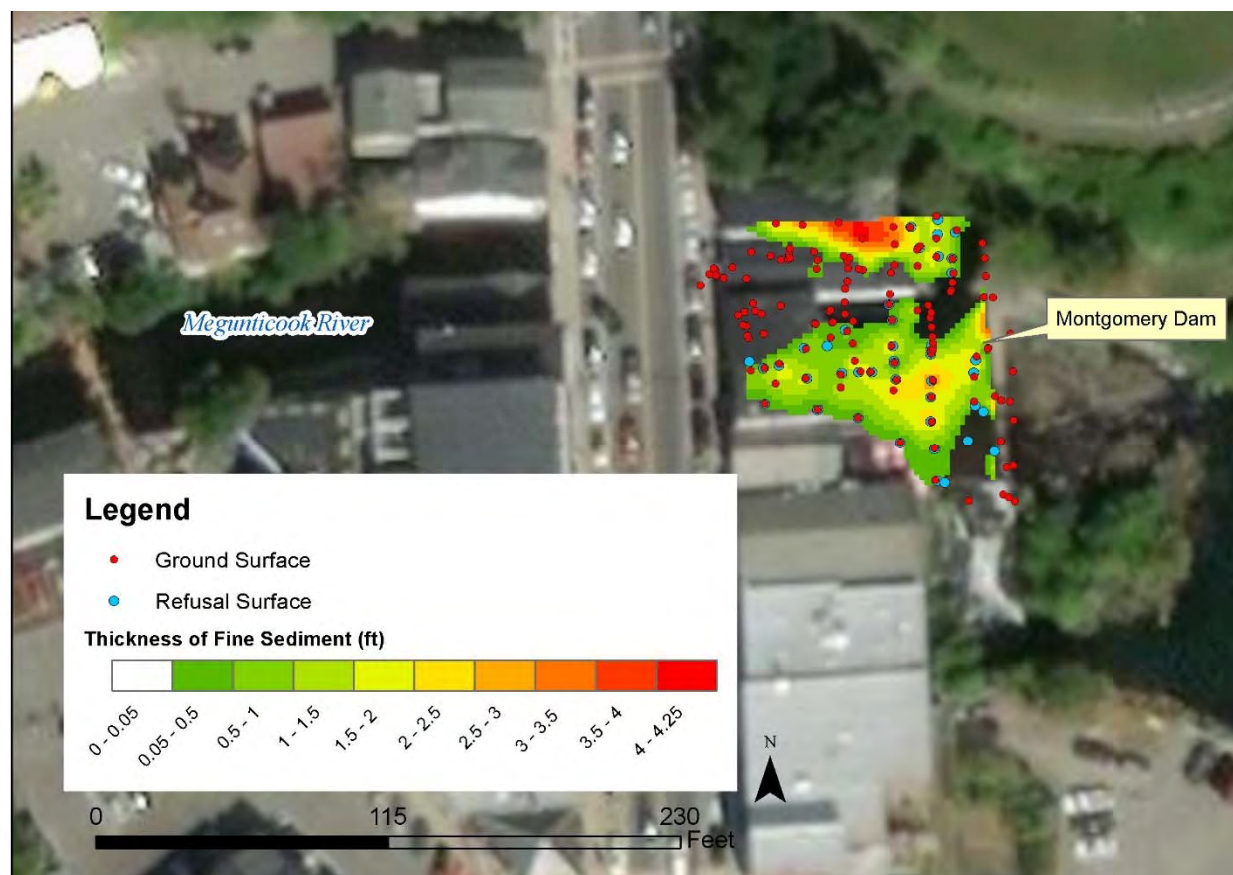 Megunticook River
Montgomery Dam
Legend
Ground Surface
Refusal Surface
Thickness of Fine Sediment (ft)
0 - 0.05
0.05 - 0.5
0.5 - 1
1 - 1.5
1.5 - 2
2 - 2.5
2.5 - 3
3 - 3.5
3.5 - 4
4 - 4.25
N
0 115 230
Feet